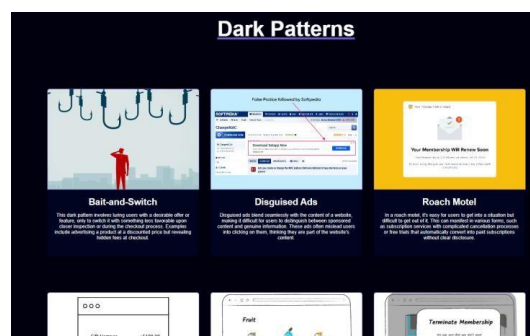 Dark Patterns
False Picture followed by Softpedia
SOFTPEDIA
Download
Your Membership Will Renew Soon
Bait-and-Switch
This dark pattern involves luring users with a desirable offer or
feature, only to switch it with something less favorable upon
closer inspection or during the checkout process. Examples
include advertising a product at a discounted price but revealing
hidden fees at checkout.
Disguised Ads
Disguised ads blend seamlessly with the content of a website,
making it difficult for users to distinguish between sponsored
content and genuine information. These ads often mislead users
into clicking on them, thinking they are part of the website's
content.
Roach Motel
In a roach motel, it's easy for users to get into a situation but
difficult to get out of it. This can manifest in various forms, such
as subscription services with complicated cancellation processes
or free trials that automatically convert into paid subscriptions
without clear disclosure.
Fruit
Terminate Membership